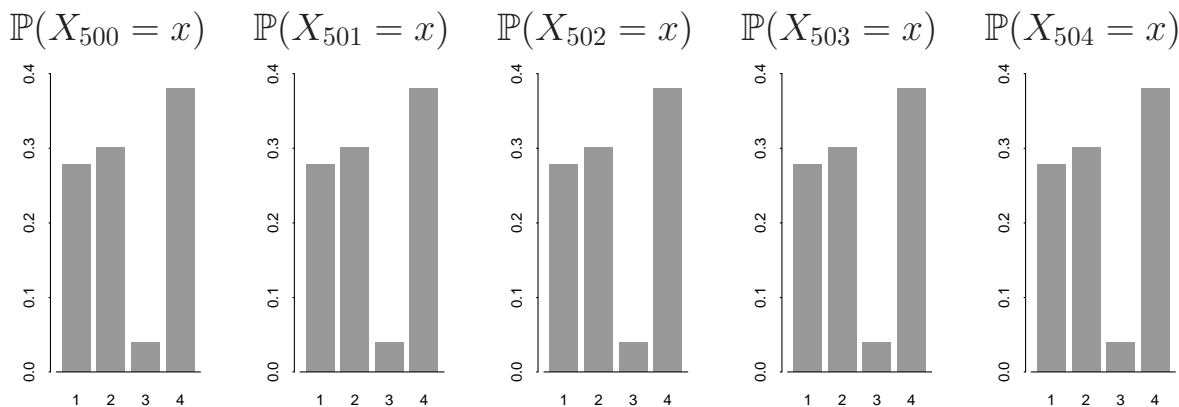 ℙ(X₅₀₀ = x) ℙ(X₅₀₁ = x) ℙ(X₅₀₂ = x) ℙ(X₅₀₃ = x) ℙ(X₅₀₄ = x)
0.4 0.4 0.4 0.4 0.4
0.3 0.3 0.3 0.3 0.3
0.2 0.2 0.2 0.2 0.2
0.1 0.1 0.1 0.1 0.1
0.0 0.0 0.0 0.0 0.0
1 2 3 4 1 2 3 4 1 2 3 4 1 2 3 4 1 2 3 4